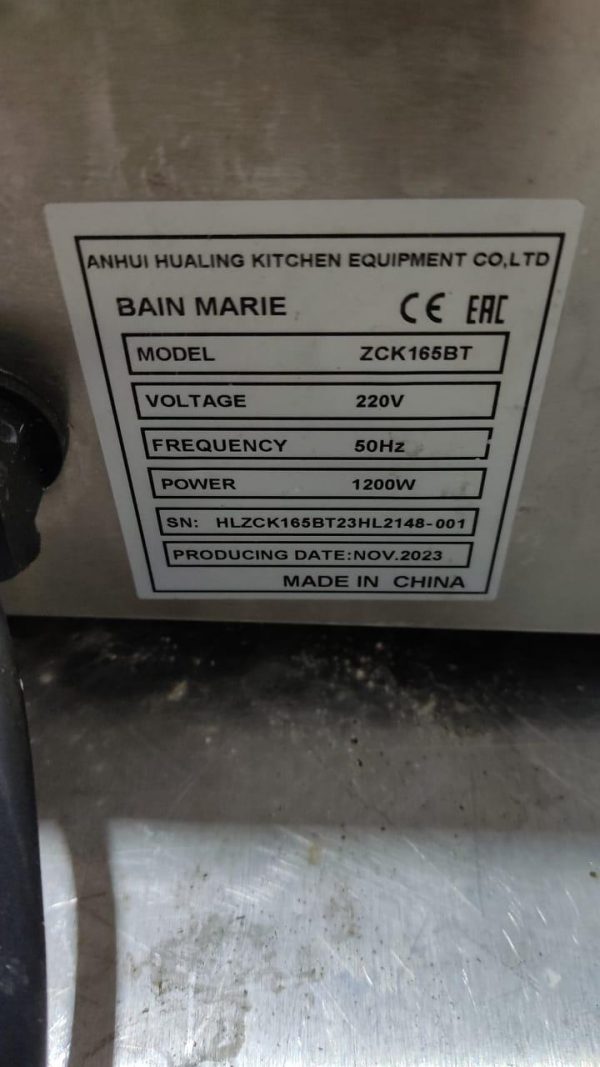 ANHUI HUALING KITCHEN EQUIPMENT CO,LTD
BAIN MARIE CE EAC
MODEL ZCK165BT
VOLTAGE 220V
FREQUENCY 50Hz
POWER 1200W
SN: HLZCK165BT23HL2148-001
PRODUCING DATE:NOV.2023
MADE IN CHINA